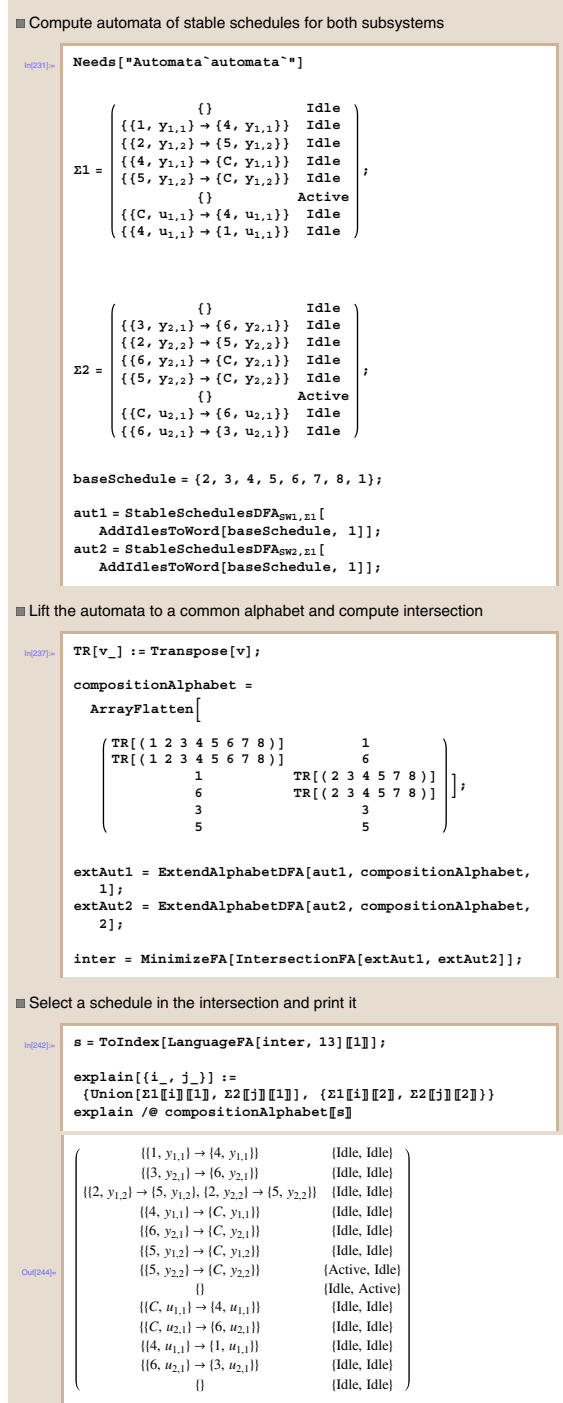 Compute automata of stable schedules for both subsystems
In[231]:= Needs["Automata`automata`"]
{} Idle
{{1, y1,1} → {4, y1,1}} Idle
{{2, y1,2} → {5, y1,2}} Idle
{{4, y1,1} → {C, y1,1}} Idle
Σ1 = {{5, y1,2} → {C, y1,2}} Idle ;
{} Active
{{C, u1,1} → {4, u1,1}} Idle
{{4, u1,1} → {1, u1,1}} Idle
{} Idle
{{3, y2,1} → {6, y2,1}} Idle
{{2, y2,2} → {5, y2,2}} Idle
{{6, y2,1} → {C, y2,1}} Idle
Σ2 = {{5, y2,2} → {C, y2,2}} Idle ;
{} Active
{{C, u2,1} → {6, u2,1}} Idle
{{6, u2,1} → {3, u2,1}} Idle
baseSchedule = {2, 3, 4, 5, 6, 7, 8, 1};
aut1 = StableSchedulesDFASW1,Σ1[
AddIdlesToWord[baseSchedule, 1]];
aut2 = StableSchedulesDFASW2,Σ2[
AddIdlesToWord[baseSchedule, 1]];
Lift the automata to a common alphabet and compute intersection
In[237]:= TR[v_] := Transpose[v];
compositionAlphabet =
ArrayFlatten[
TR[( 1 2 3 4 5 6 7 8 )] 1
TR[( 1 2 3 4 5 6 7 8 )] 6
1 TR[( 2 3 4 5 7 8 )]
6 TR[( 2 3 4 5 7 8 )] ];
3 3
5 5
extAut1 = ExtendAlphabetDFA[aut1, compositionAlphabet,
1];
extAut2 = ExtendAlphabetDFA[aut2, compositionAlphabet,
2];
inter = MinimizeFA[IntersectionFA[extAut1, extAut2]];
Select a schedule in the intersection and print it
In[242]:= s = ToIndex[LanguageFA[inter, 13]〚1〛];
explain[{i_, j_}] :=
{Union[Σ1〚i〛〚1〛, Σ2〚j〛〚1〛], {Σ1〚i〛〚2〛, Σ2〚j〛〚2〛}}
explain /@ compositionAlphabet〚s〛
{{1, y1,1} → {4, y1,1}} {Idle, Idle}
{{3, y2,1} → {6, y2,1}} {Idle, Idle}
{{2, y1,2} → {5, y1,2}, {2, y2,2} → {5, y2,2}} {Idle, Idle}
{{4, y1,1} → {C, y1,1}} {Idle, Idle}
{{6, y2,1} → {C, y2,1}} {Idle, Idle}
{{5, y1,2} → {C, y1,2}} {Idle, Idle}
Out[244]= {{5, y2,2} → {C, y2,2}} {Active, Idle}
{} {Idle, Active}
{{C, u1,1} → {4, u1,1}} {Idle, Idle}
{{C, u2,1} → {6, u2,1}} {Idle, Idle}
{{4, u1,1} → {1, u1,1}} {Idle, Idle}
{{6, u2,1} → {3, u2,1}} {Idle, Idle}
{} {Idle, Idle}